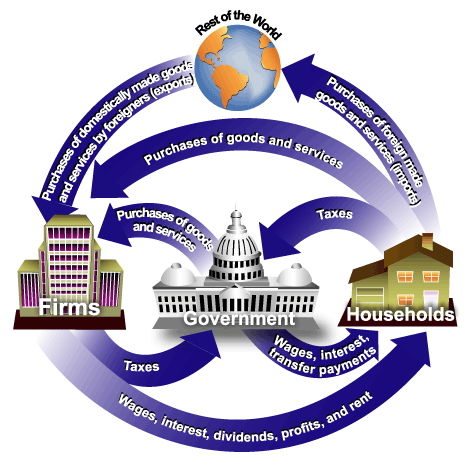 Rest of the World
Purchases of domestically made goods
and services by foreigners (exports)
Purchases of foreign made
goods and services (imports)
Purchases of goods and services
Purchases of goods
and services
Taxes
Firms
Government
Households
Taxes
Wages, interest,
transfer payments
Wages, interest, dividends, profits, and rent